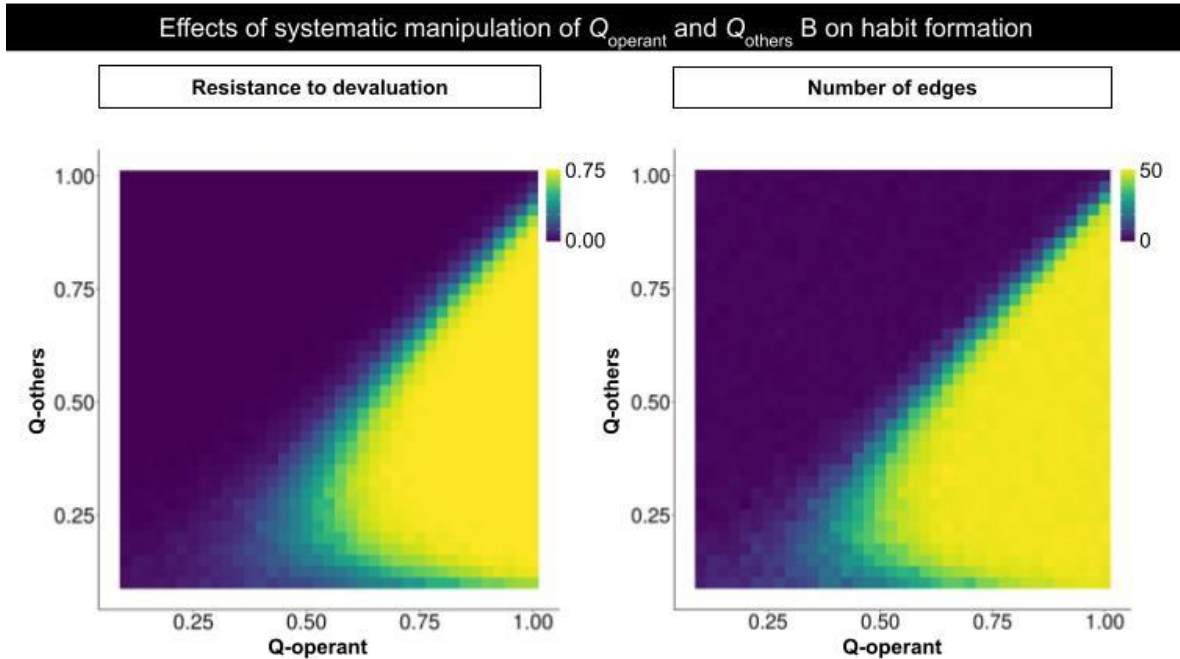 Effects of systematic manipulation of Qoperant and Qothers B on habit formation
Resistance to devaluation
Number of edges
1.00
0.75
0.50
0.25
Q-others
0.75
0.00
0.25 0.50 0.75 1.00
Q-operant
1.00
0.75
0.50
0.25
Q-others
50
0
0.25 0.50 0.75 1.00
Q-operant